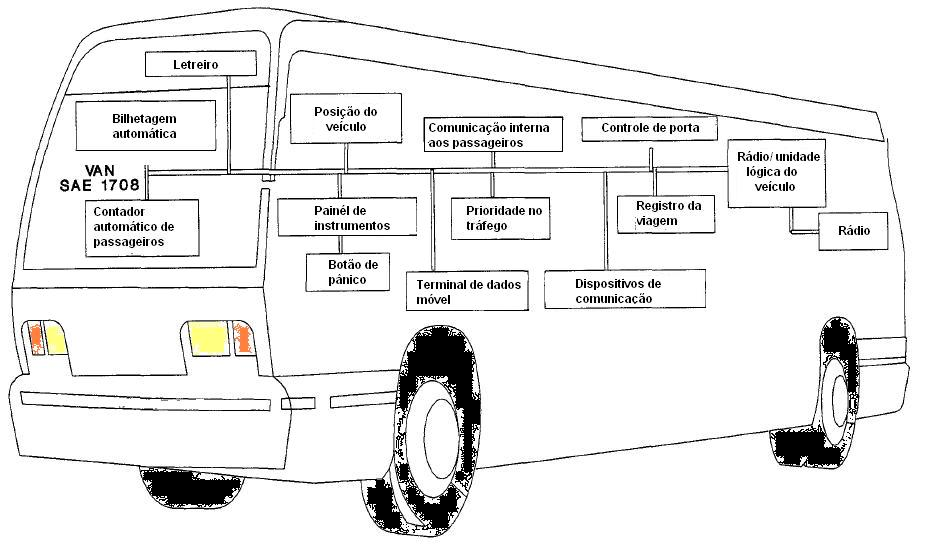 Letreiro
Bilhetagem
automática
Posição do
veículo
Comunicação interna
aos passageiros
Controle de porta
Rádio/ unidade
lógica do
veículo
VAN
SAE 1708
Contador
automático de
passageiros
Painél de
instrumentos
Prioridade no
tráfego
Registro da
viagem
Rádio
Botão de
pânico
Terminal de dados
móvel
Dispositivos de
comunicação